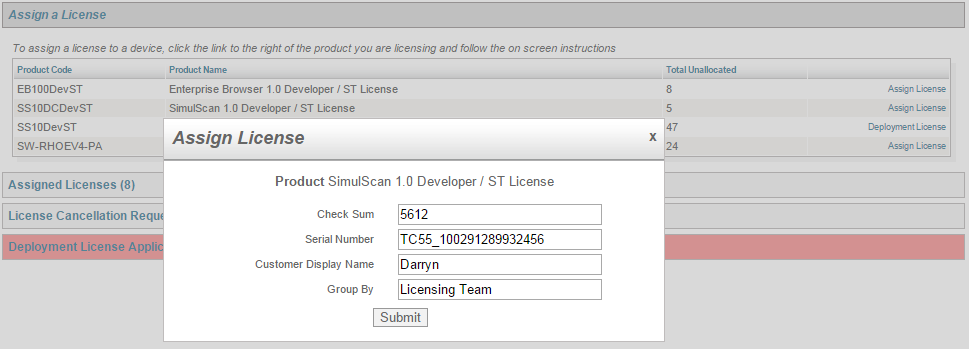 Assign a License
To assign a license to a device, click the link to the right of the product you are licensing and follow the on screen instructions
Product Code Product Name Total Unallocated
EB100DevST Enterprise Browser 1.0 Developer / ST License 8 Assign License
SS10DCDevST SimulScan 1.0 Developer / ST License 5 Assign License
SS10DevST 47 Deployment License
SW-RHOEV4-PA 24 Assign License
Assign License x
Product SimulScan 1.0 Developer / ST License
Check Sum 5612
Serial Number TC55_100291289932456
Customer Display Name Darryn
Group By Licensing Team
Submit
Assigned Licenses (8)
License Cancellation Reque
Deployment License Applic